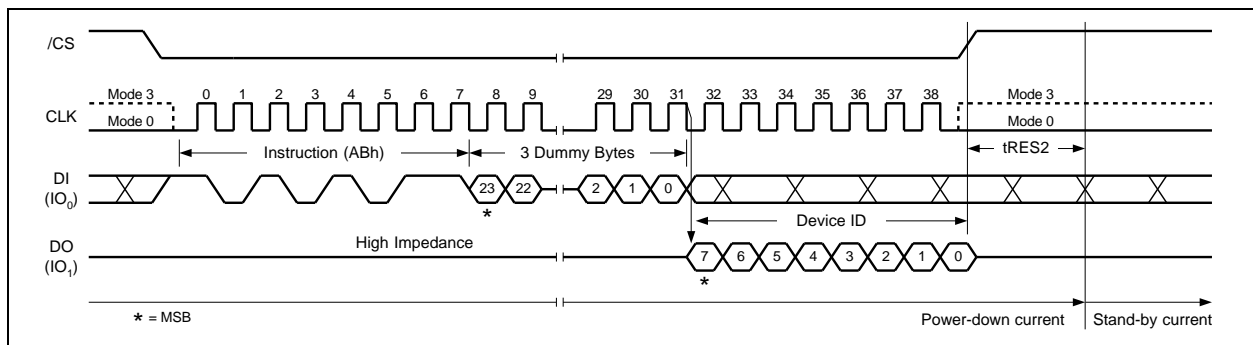 /CS
Mode 3 0 1 2 3 4 5 6 7 8 9 29 30 31 32 33 34 35 36 37 38 Mode 3
CLK
Mode 0 Mode 0
Instruction (ABh) 3 Dummy Bytes tRES2
DI
(IO0)
23 22 2 1 0
*
Device ID
High Impedance
DO
(IO1)
7 6 5 4 3 2 1 0
*
* = MSB
Power-down current Stand-by current